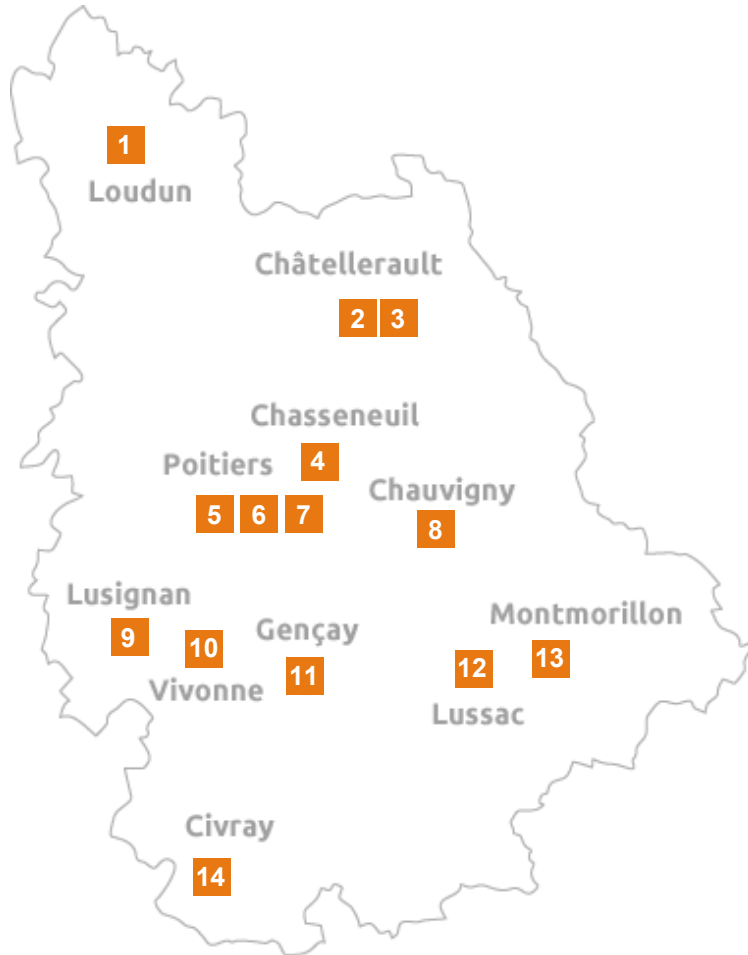 1
Loudun
Châtellerault
2 3
Chasseneuil
4
Poitiers
5 6 7
Chauvigny
8
Lusignan
9
10
Vivonne
Gençay
11
Montmorillon
13
12
Lussac
Civray
14